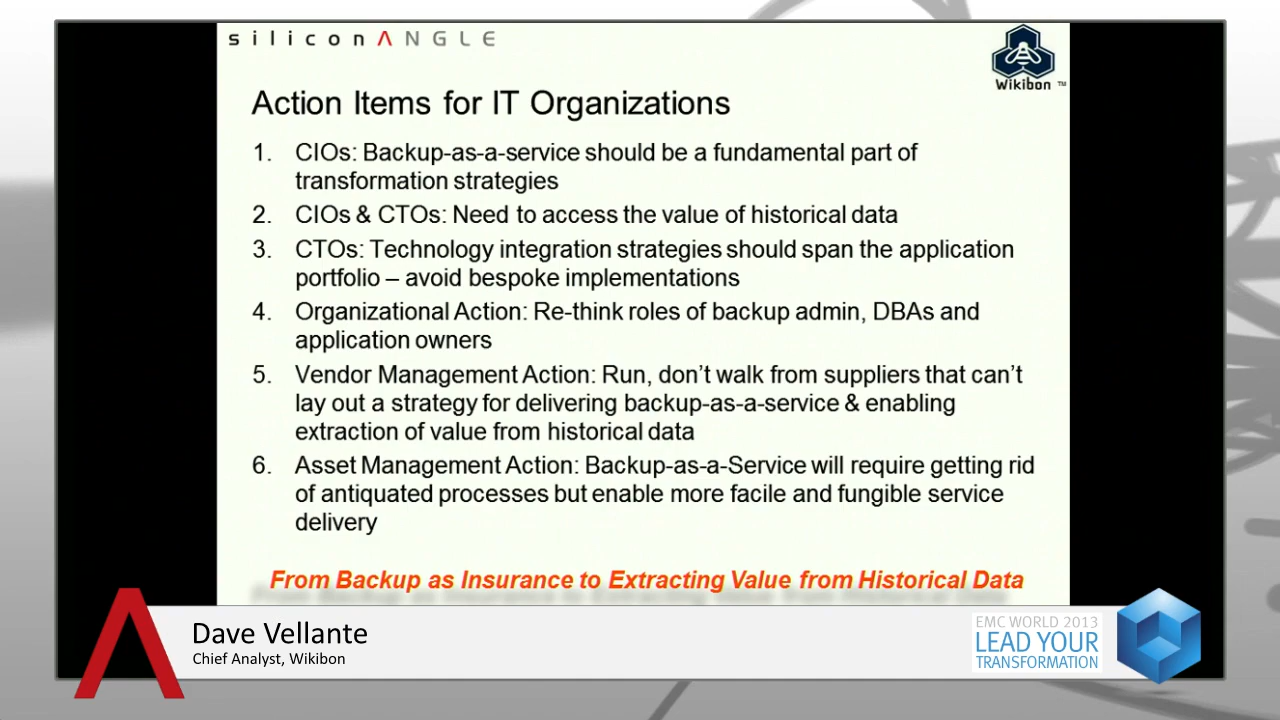 siliconANGLE
Wikibon ™
Action Items for IT Organizations
1. CIOs: Backup-as-a-service should be a fundamental part of
transformation strategies
2. CIOs & CTOs: Need to access the value of historical data
3. CTOs: Technology integration strategies should span the application
portfolio – avoid bespoke implementations
4. Organizational Action: Re-think roles of backup admin, DBAs and
application owners
5. Vendor Management Action: Run, don’t walk from suppliers that can’t
lay out a strategy for delivering backup-as-a-service & enabling
extraction of value from historical data
6. Asset Management Action: Backup-as-a-Service will require getting rid
of antiquated processes but enable more facile and fungible service
delivery
From Backup as Insurance to Extracting Value from Historical Data
Dave Vellante
Chief Analyst, Wikibon
EMC WORLD 2013
LEAD YOUR
TRANSFORMATION